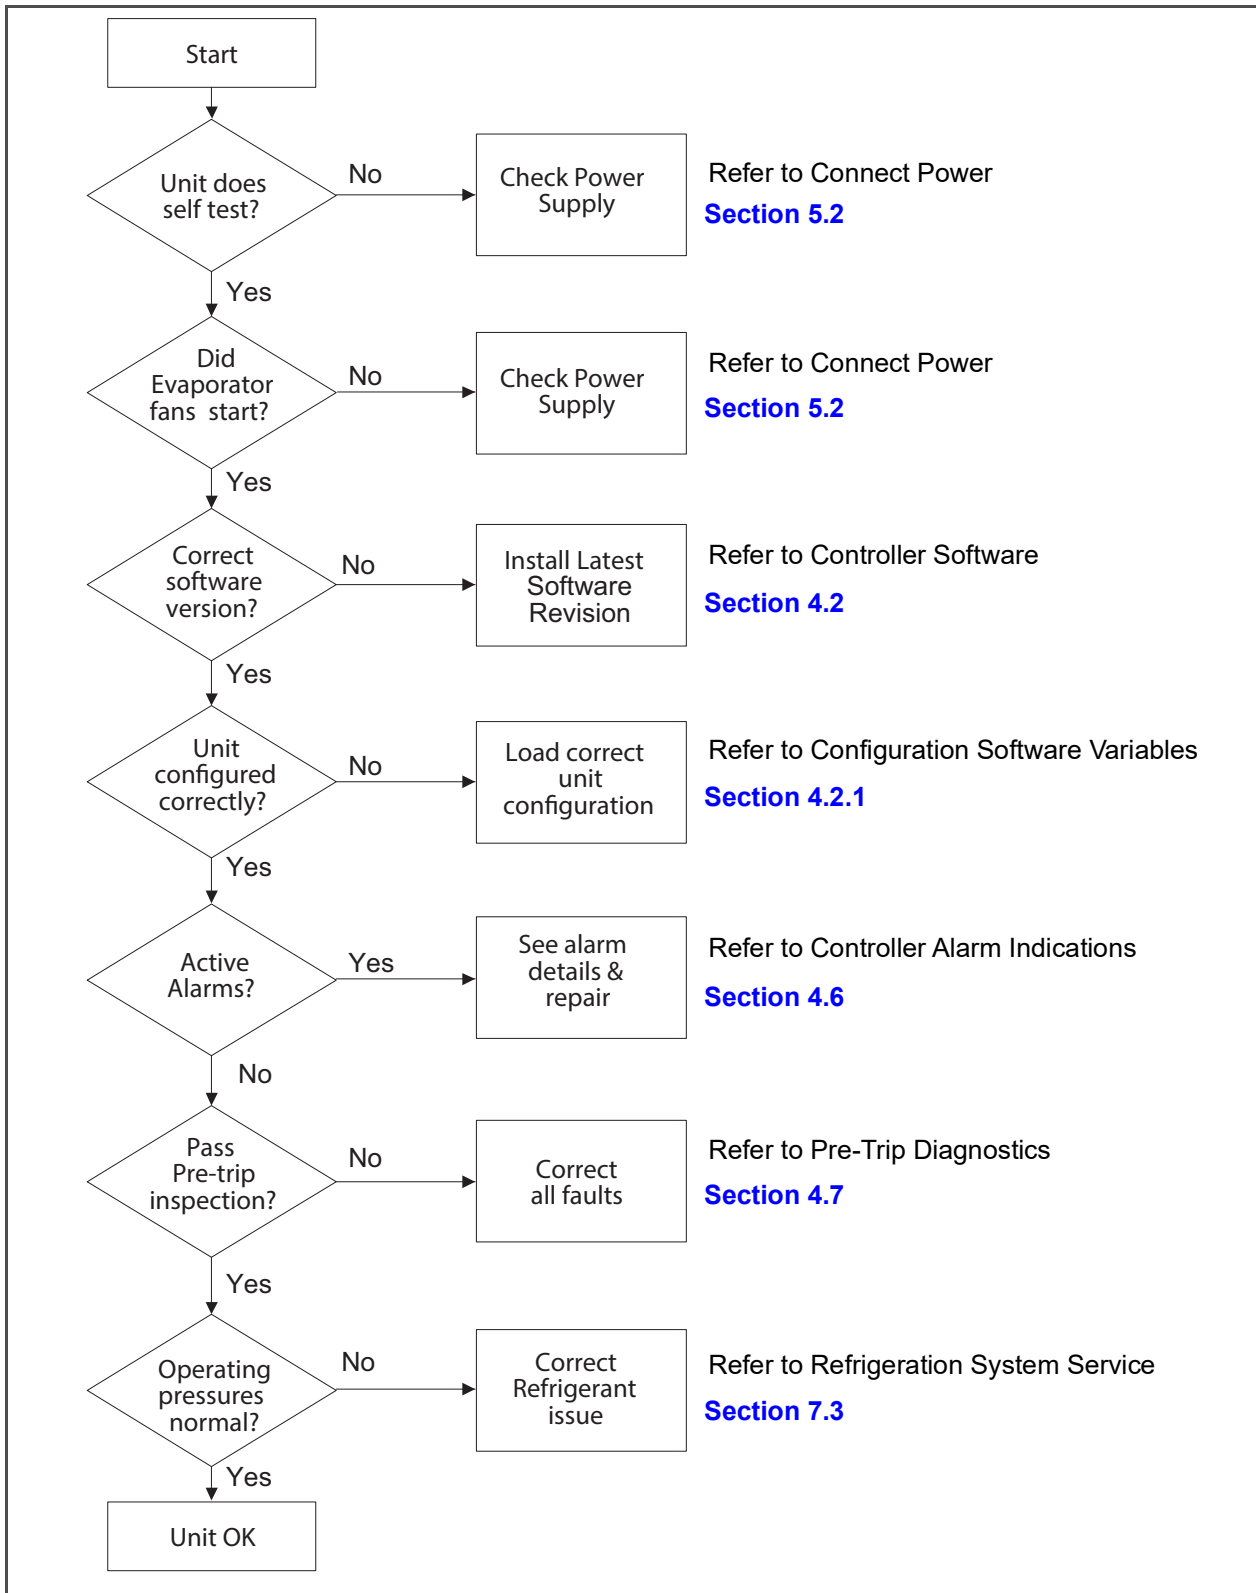 Start
Unit does
self test?
No
Check Power
Supply
Refer to Connect Power
Section 5.2
Yes
Did
Evaporator
fans start?
No
Check Power
Supply
Refer to Connect Power
Section 5.2
Yes
Correct
software
version?
No
Install Latest
Software
Revision
Refer to Controller Software
Section 4.2
Yes
Unit
configured
correctly?
No
Load correct
unit
configuration
Refer to Configuration Software Variables
Section 4.2.1
Yes
Active
Alarms?
Yes
See alarm
details &
repair
Refer to Controller Alarm Indications
Section 4.6
No
Pass
Pre-trip
inspection?
No
Correct
all faults
Refer to Pre-Trip Diagnostics
Section 4.7
Yes
Operating
pressures
normal?
No
Correct
Refrigerant
issue
Refer to Refrigeration System Service
Section 7.3
Yes
Unit OK